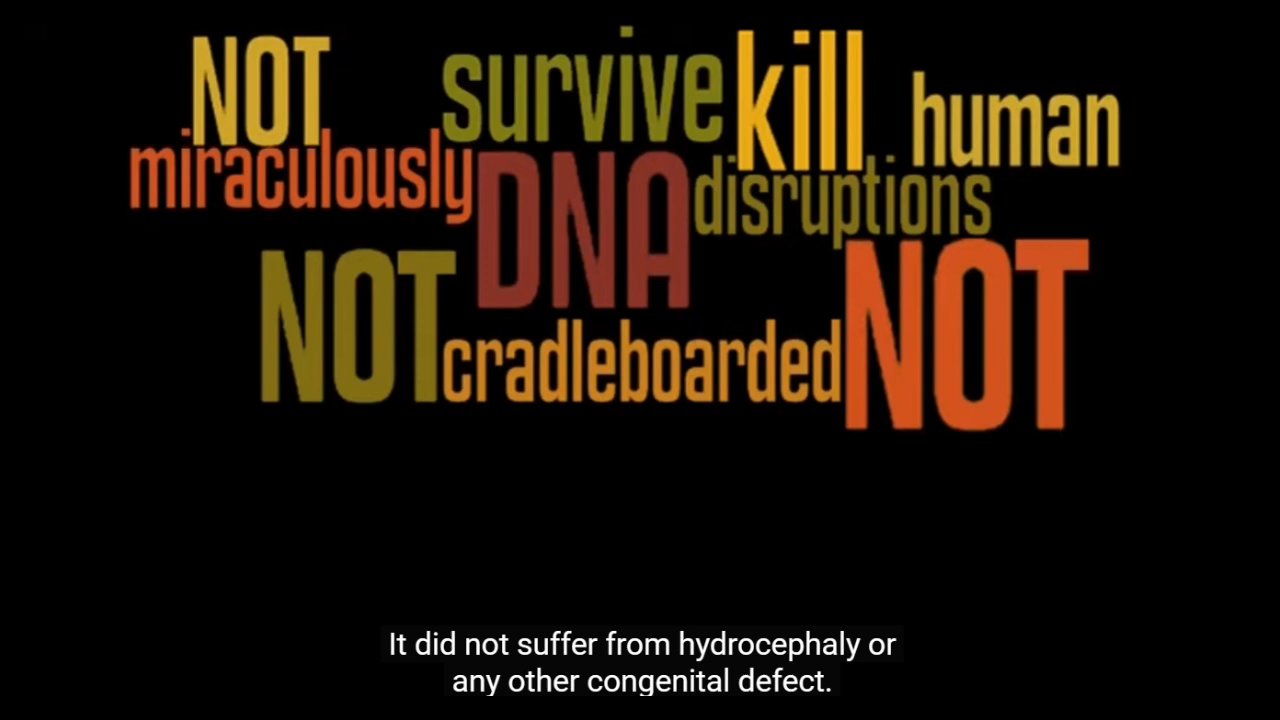 NOT survive kill human
miraculously DNA disruptions
NOT cradleboarded NOT
It did not suffer from hydrocephaly or
any other congenital defect.